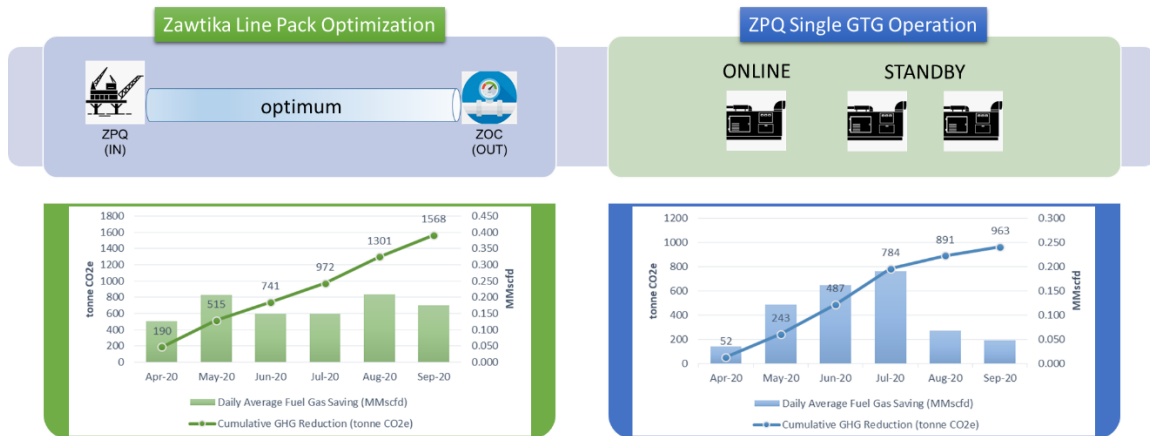 Zawtika Line Pack Optimization
optimum
ZPQ
(IN)
ZOC
(OUT)
ZPQ Single GTG Operation
ONLINE
STANDBY
tonne CO2e
1800
1600
1400
1200
1000
800
600
400
200
0
190
515
741
972
1301
1568
0.450
0.400
0.350
0.300
0.250
0.200
0.150
0.100
0.050
0.000
MMscfd
Apr-20 May-20 Jun-20 Jul-20 Aug-20 Sep-20
Daily Average Fuel Gas Saving (MMscfd)
Cumulative GHG Reduction (tonne CO2e)
tonne CO2e
1200
1000
800
600
400
200
0
52
243
487
784
891
963
0.300
0.250
0.200
0.150
0.100
0.050
0.000
MMscfd
Apr-20 May-20 Jun-20 Jul-20 Aug-20 Sep-20
Daily Average Fuel Gas Saving (MMscfd)
Cumulative GHG Reduction (tonne CO2e)